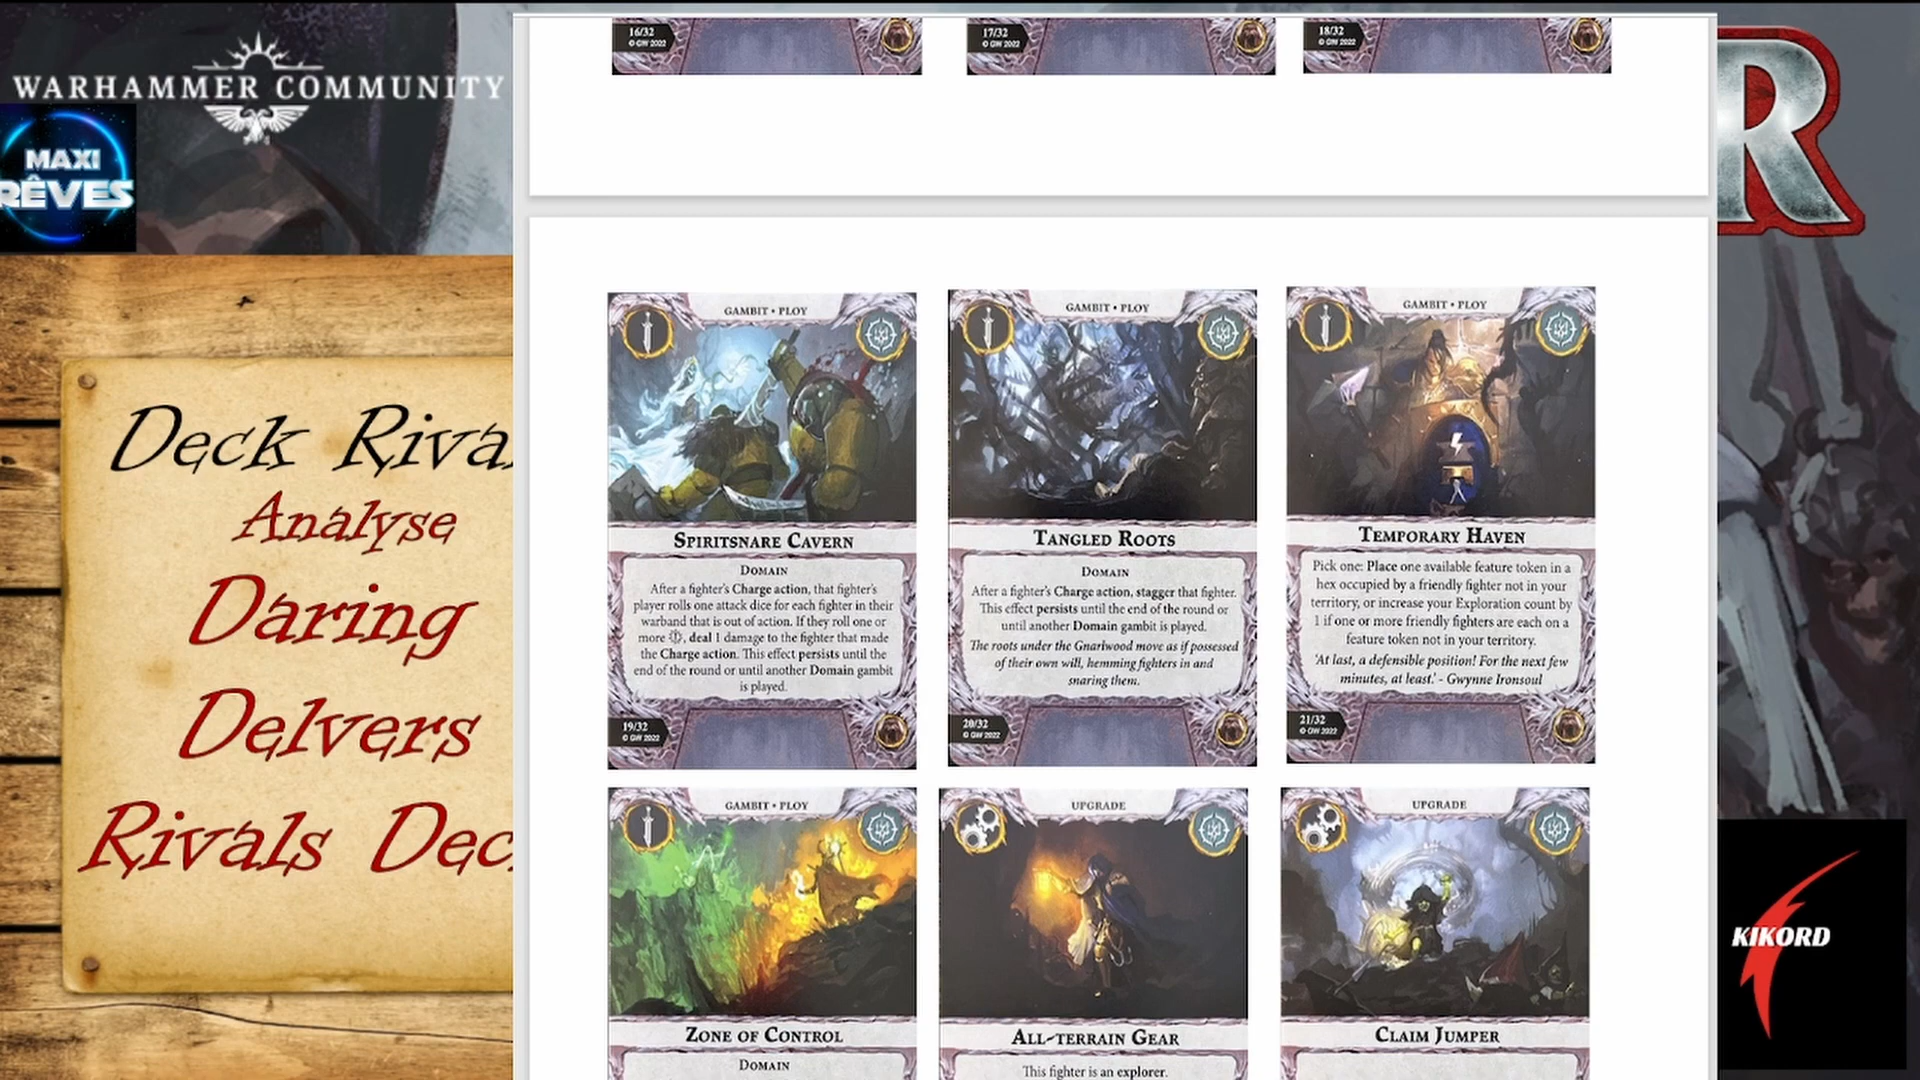 WARHAMMER COMMUNITY
MAXI
RÊVES
Deck Riva
Analyse
Daring
Delvers
Rivals Dec
16/32
© GW 2022
17/32
© GW 2022
18/32
© GW 2022
GAMBIT • PLOY
SPIRITSNARE CAVERN
DOMAIN
After a fighter's Charge action, that fighter's
player rolls one attack dice for each fighter in their
warband that is out of action. If they roll one or
more , deal 1 damage to the fighter that made
the Charge action. This effect persists until the
end of the round or until another Domain gambit
is played.
19/32
© GW 2022
GAMBIT • PLOY
TANGLED ROOTS
DOMAIN
After a fighter's Charge action, stagger that fighter.
This effect persists until the end of the round or
until another Domain gambit is played.
The roots under the Gnarlwood move as if possessed
of their own will, hemming fighters in and
snaring them.
20/32
© GW 2022
GAMBIT • PLOY
TEMPORARY HAVEN
Pick one: Place one available feature token in a
hex occupied by a friendly fighter not in your
territory, or increase your Exploration count by
1 if one or more friendly fighters are each on a
feature token not in your territory.
'At last, a defensible position! For the next few
minutes, at least.' - Gwynne Ironsoul
21/32
© GW 2022
GAMBIT • PLOY
ZONE OF CONTROL
DOMAIN
UPGRADE
ALL-TERRAIN GEAR
This fighter is an explorer.
UPGRADE
CLAIM JUMPER
R
KIKORD